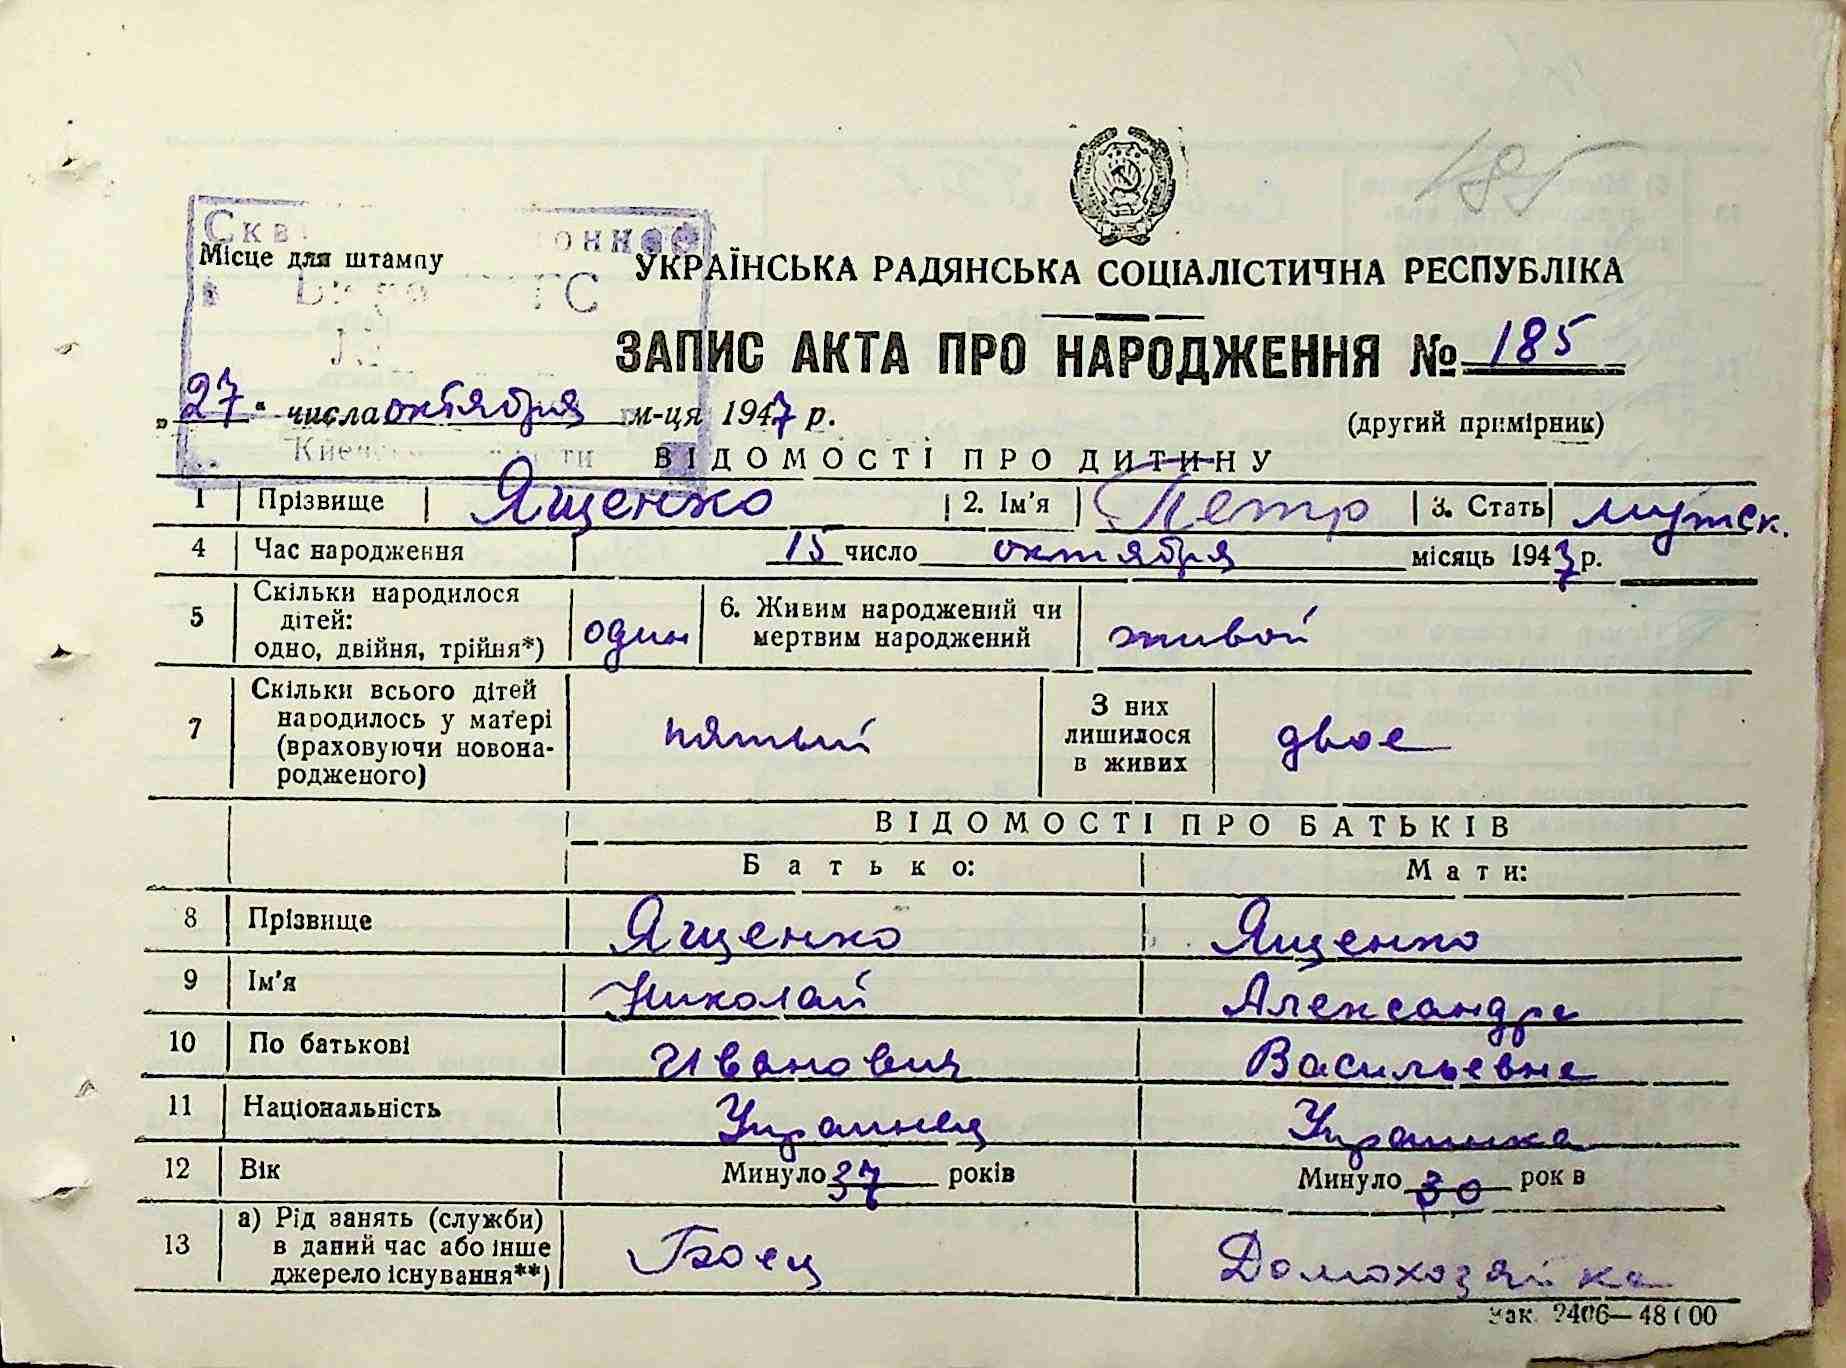 185
Місце для штампу
УКРАЇНСЬКА РАДЯНСЬКА СОЦІАЛІСТИЧНА РЕСПУБЛІКА
ЗАПИС АКТА ПРО НАРОДЖЕННЯ № 185
„27“ числа октября м-ця 1947 р.
(другий примірник)
ВІДОМОСТІ ПРО ДИТИНУ
1 Прізвище Ященко 2. Ім'я Петр 3. Стать мужск.
4 Час народження 15 число октября місяць 1947 р.
5 Скільки народилося дітей: одно, двійня, трійня*) один 6. Живим народжений чи мертвим народжений живой
7 Скільки всього дітей народилось у матері (враховуючи новонародженого) пятый З них лишилося в живих двое
ВІДОМОСТІ ПРО БАТЬКІВ
Батько: Мати:
8 Прізвище Ященко Ященко
9 Ім'я Николай Александра
10 По батькові Иванович Васильевна
11 Національність Украинец Украинка
12 Вік Минуло 37 років Минуло 30 рок в
13 а) Рід занять (служби) в даний час або інше джерело існування**) Боец Домохозяйка
Зак. 2406—48000